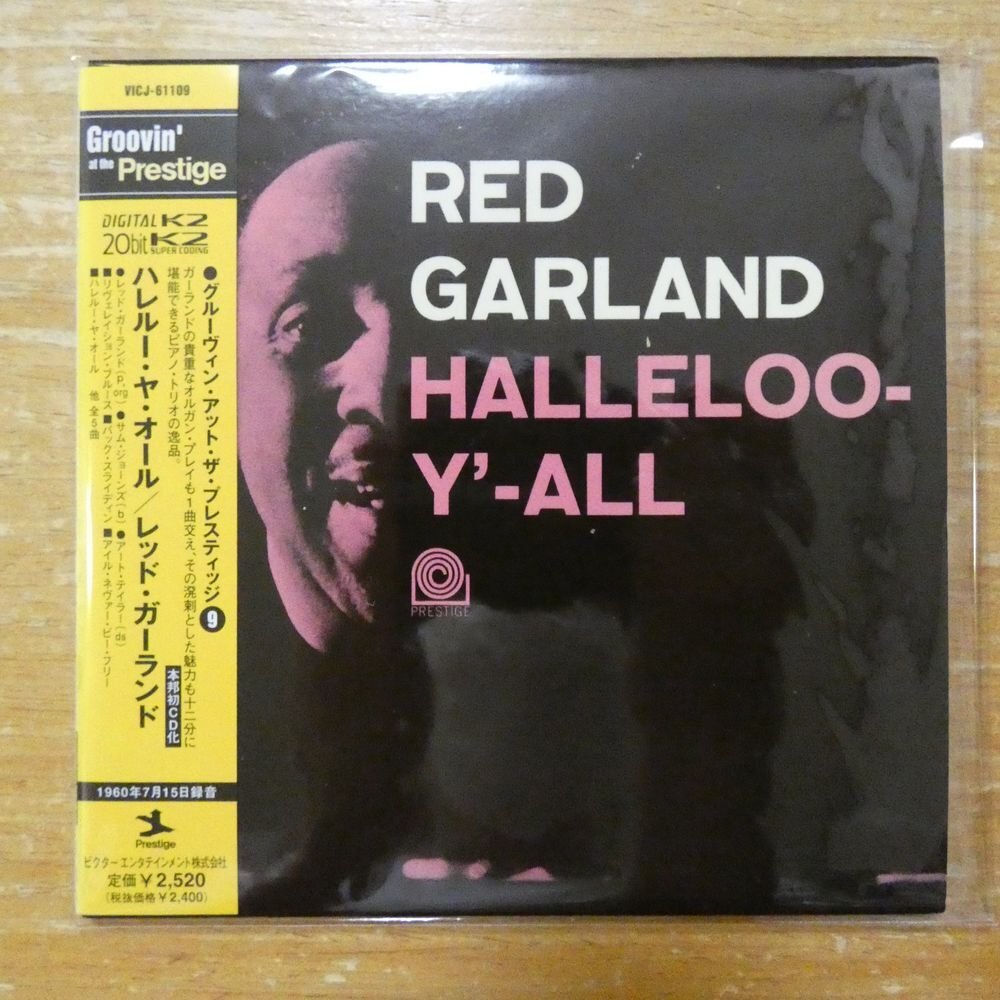 VICJ-61109
Groovin'
at the Prestige
DIGITAL K2
20bit K2
SUPER CODING
●グルーヴィン・アット・ザ・プレスティッジ❾
ガーランドの貴重なオルガン・プレイも1曲交え、その溌剌とした魅力も十二分に
堪能できるピアノ・トリオの逸品。
本邦初CD化
ハレルー・ヤ・オール/レッド・ガーランド
●レッド・ガーランド(p, org) ●サム・ジョーンズ(b) ●アート・テイラー(ds)
■リヴェレイション・ブルース ■バック・スライディン ■アイル・ネヴァー・ビー・フリー
■ハレルー・ヤ・オール 他 全5曲
1960年7月15日録音
Prestige
ビクターエンタテインメント株式会社
定価¥2,520
(税抜価格¥2,400)
RED
GARLAND
HALLELOO-
Y'-ALL
PRESTIGE